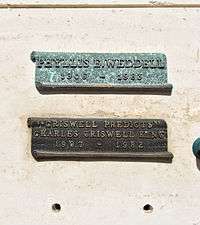 PHYLLIS E. WEDDELL
"CRISWELL PREDICTS"
CHARLES CRISWELL KING
1907 - 1982